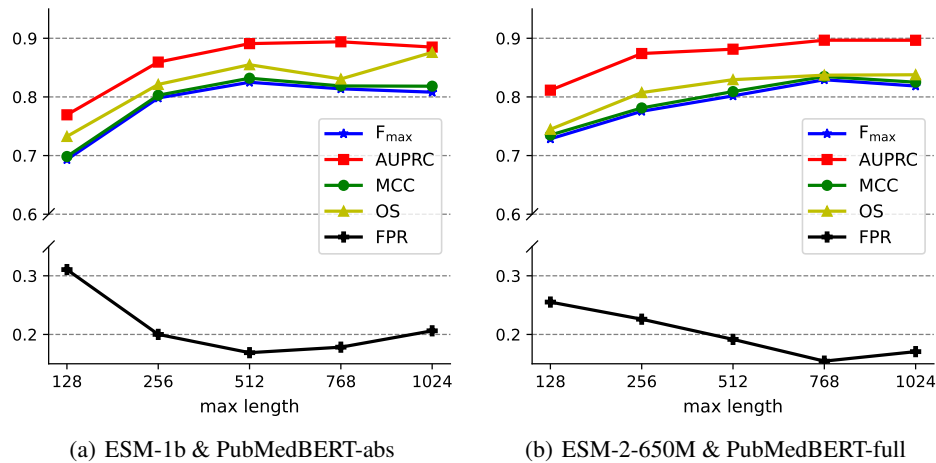 0.9
0.8
0.7
0.6
0.3
0.2
F_max
AUPRC
MCC
OS
FPR
128 256 512 768 1024
max length
(a) ESM-1b & PubMedBERT-abs
0.9
0.8
0.7
0.6
0.3
0.2
F_max
AUPRC
MCC
OS
FPR
128 256 512 768 1024
max length
(b) ESM-2-650M & PubMedBERT-full